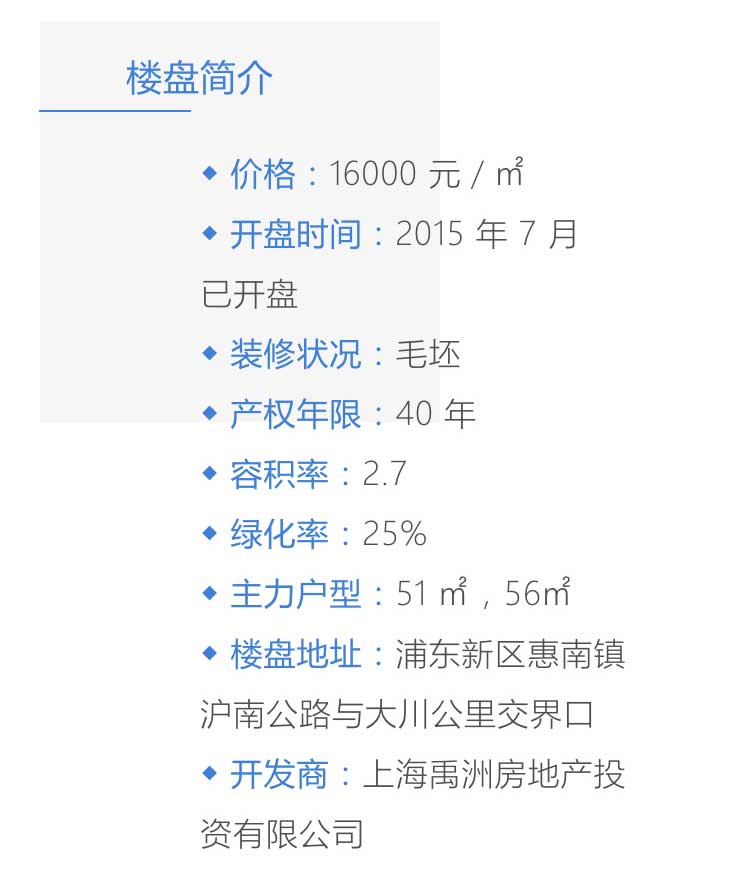 楼盘简介
◆ 价格：16000 元 / ㎡
◆ 开盘时间：2015 年 7 月
已开盘
◆ 装修状况：毛坯
◆ 产权年限：40 年
◆ 容积率：2.7
◆ 绿化率：25%
◆ 主力户型：51 ㎡，56㎡
◆ 楼盘地址：浦东新区惠南镇
沪南公路与大川公里交界口
◆ 开发商：上海禹洲房地产投
资有限公司